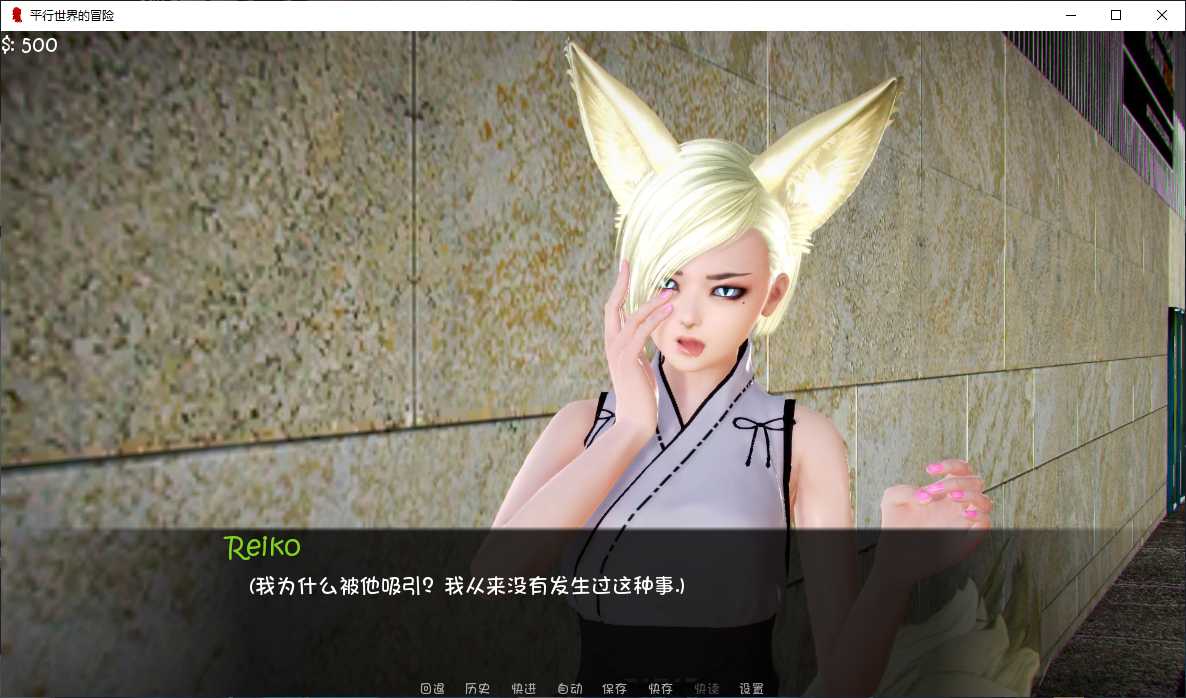 平行世界的冒险
$: 500
Reiko
(我为什么被他吸引? 我从来没有发生过这种事.)
回退 历史 快进 自动 保存 快存 快读 设置